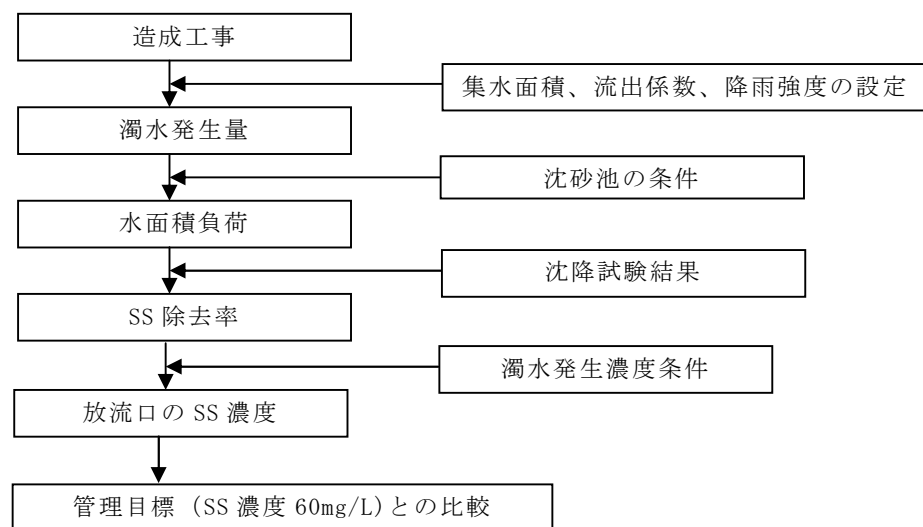 造成工事
集水面積、流出係数、降雨強度の設定
濁水発生量
沈砂池の条件
水面積負荷
沈降試験結果
SS 除去率
濁水発生濃度条件
放流口の SS 濃度
管理目標 (SS 濃度 60mg/L)との比較